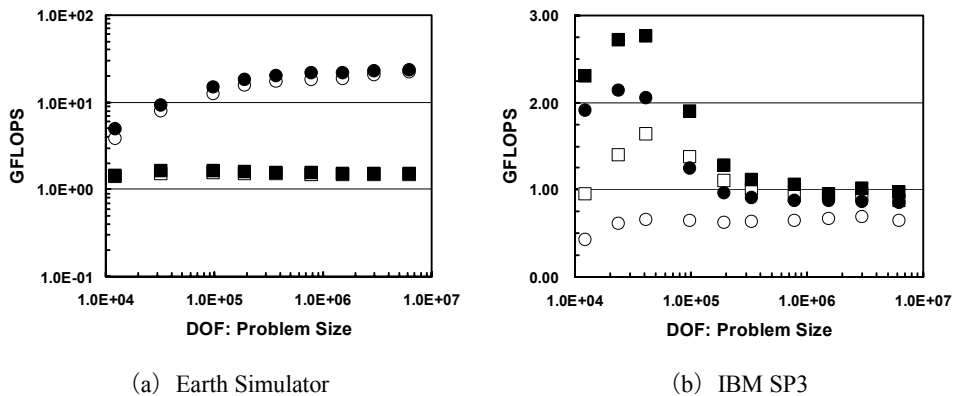 1.0E+02
1.0E+01
1.0E+00
1.0E-01
GFLOPS
1.0E+04 1.0E+05 1.0E+06 1.0E+07
DOF: Problem Size
(a) Earth Simulator
3.00
2.00
1.00
0.00
GFLOPS
1.0E+04 1.0E+05 1.0E+06 1.0E+07
DOF: Problem Size
(b) IBM SP3